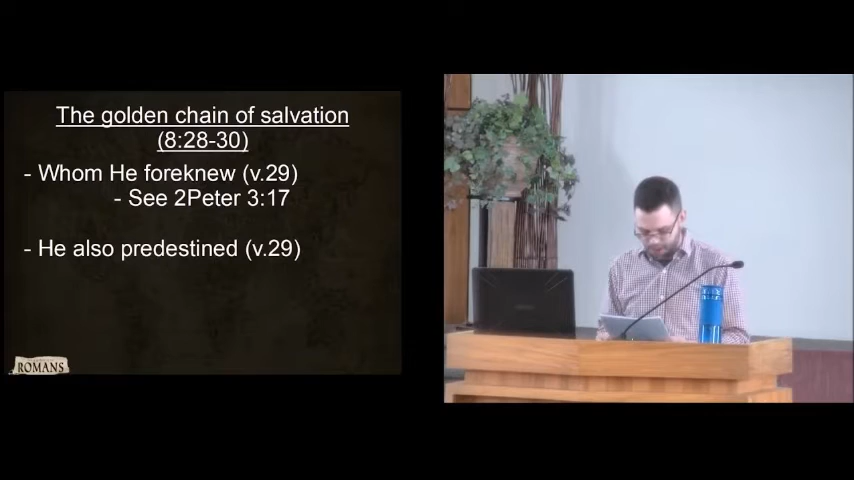 The golden chain of salvation
(8:28-30)
- Whom He foreknew (v.29)
- See 2Peter 3:17
- He also predestined (v.29)
ROMANS